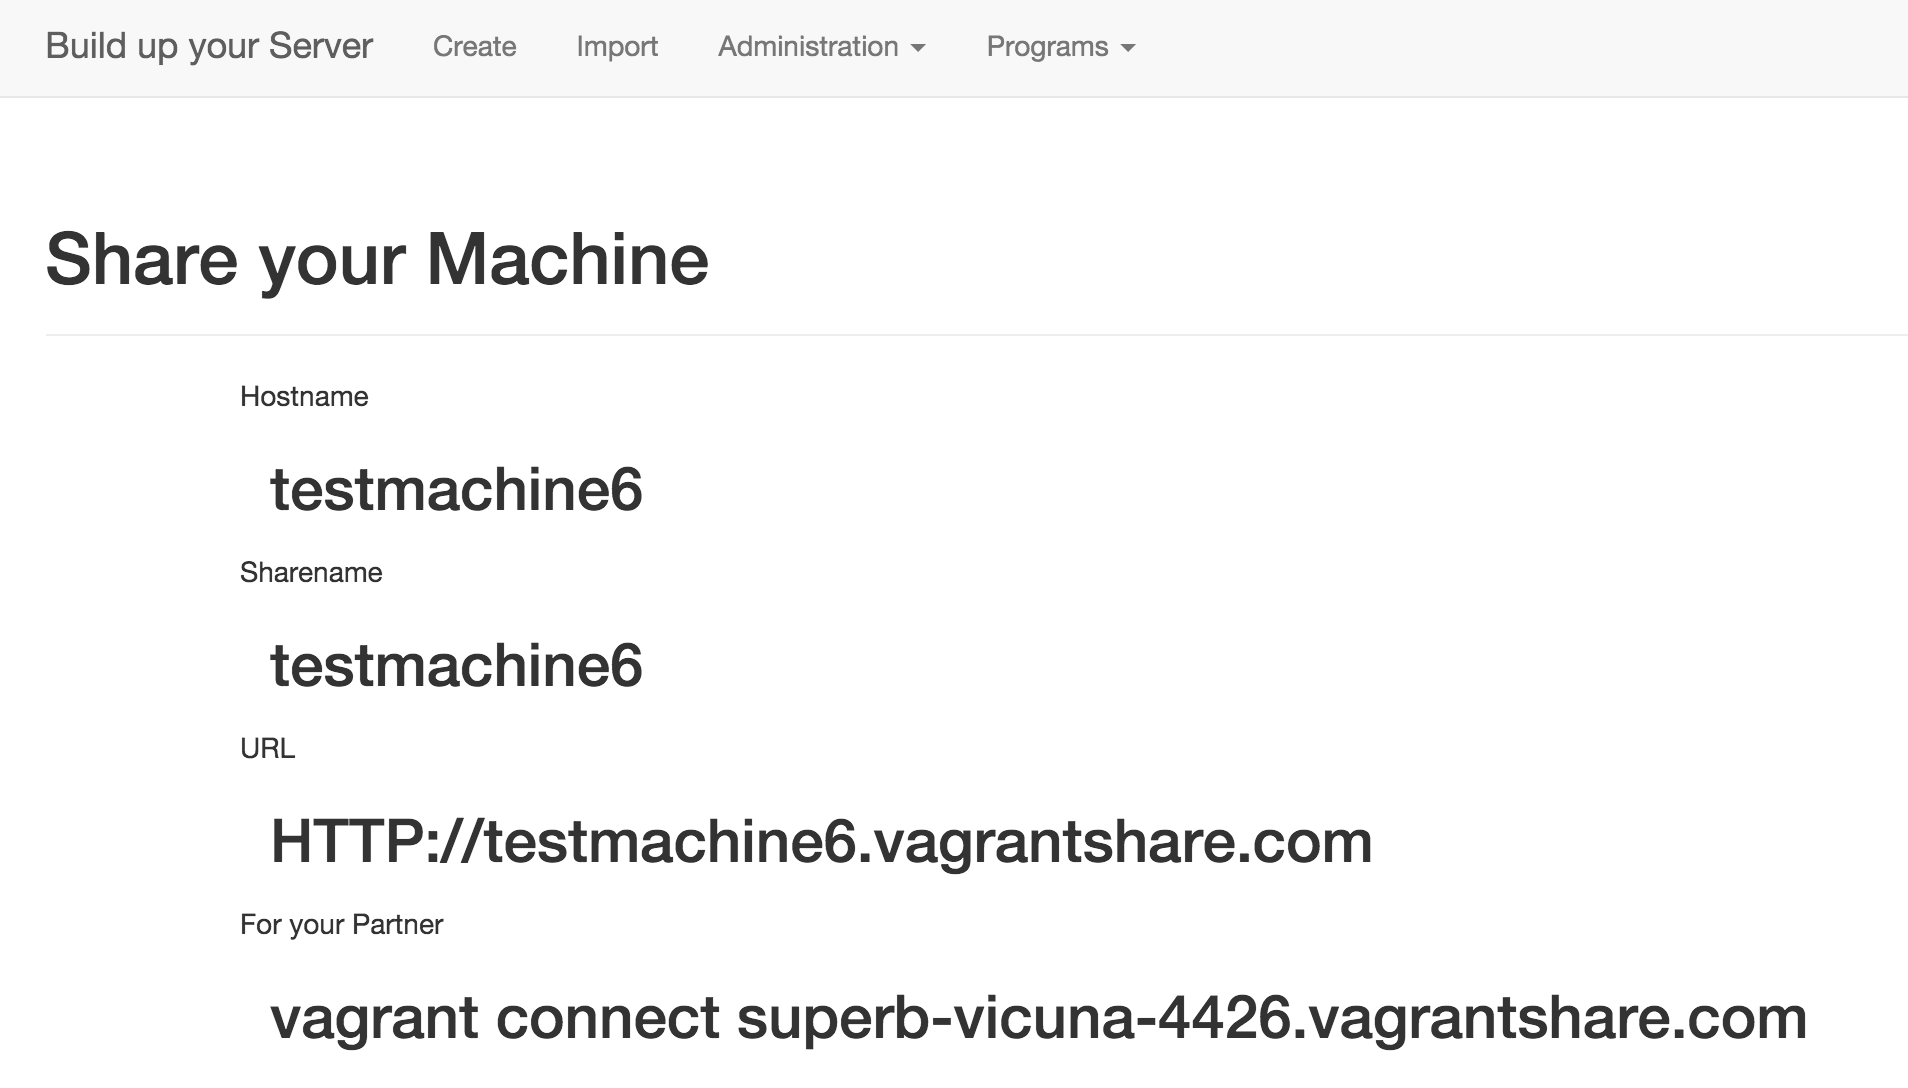 Build up your Server Create Import Administration Programs
Share your Machine
Hostname
testmachine6
Sharename
testmachine6
URL
HTTP://testmachine6.vagrantshare.com
For your Partner
vagrant connect superb-vicuna-4426.vagrantshare.com